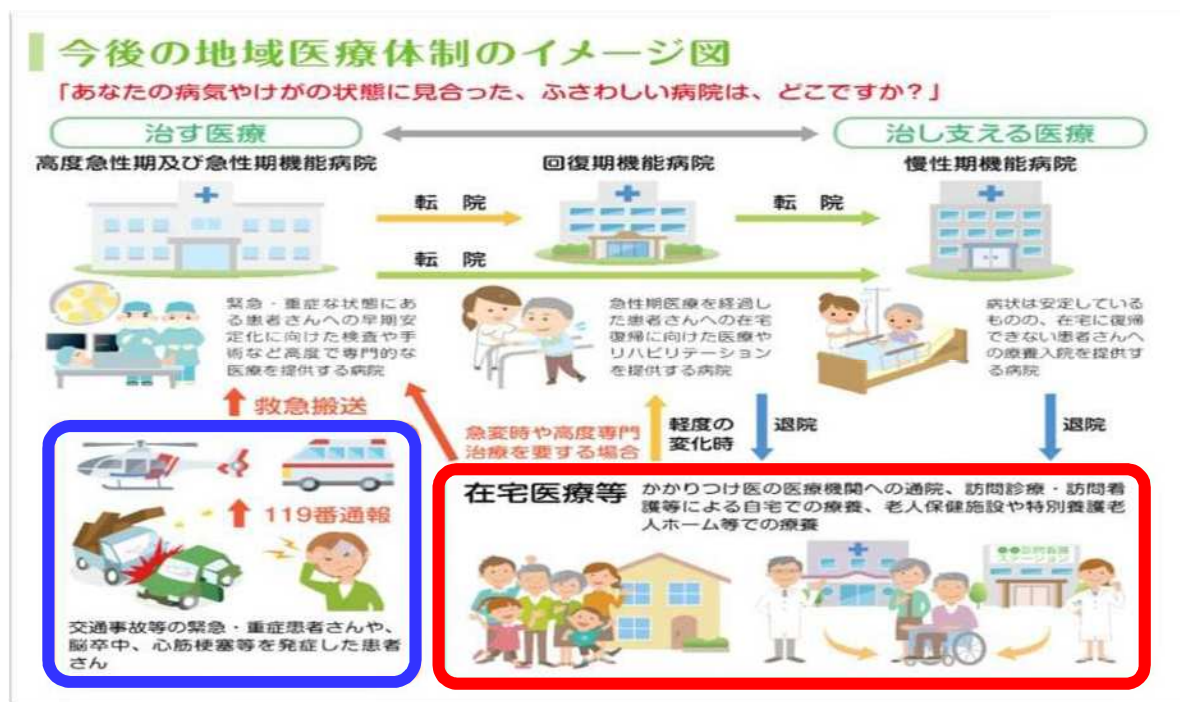 今後の地域医療体制のイメージ図
「あなたの病気やけがの状態に見合った、ふさわしい病院は、どこですか？」
治す医療
治し支える医療
高度急性期及び急性期機能病院
回復期機能病院
慢性期機能病院
転 院
転 院
転 院
緊急・重症な状態にあ
る患者さんへの早期安
定化に向けた検査や手
術など高度で専門的な
医療を提供する病院
急性期医療を経過し
た患者さんへの在宅
復帰に向けた医療や
リハビリテーション
を提供する病院
病状は安定している
ものの、在宅に復帰
できない患者さんへ
の療養入院を提供す
る病院
救急搬送
急変時や高度専門
治療を要する場合
軽度の
変化時
退院
退院
119番通報
交通事故等の緊急・重症患者さんや、
脳卒中、心筋梗塞等を発症した患者
さん
在宅医療等
かかりつけ医の医療機関への通院、訪問診療・訪問看
護等による自宅での療養、老人保健施設や特別養護老
人ホーム等での療養
●●訪問看護
ステーション